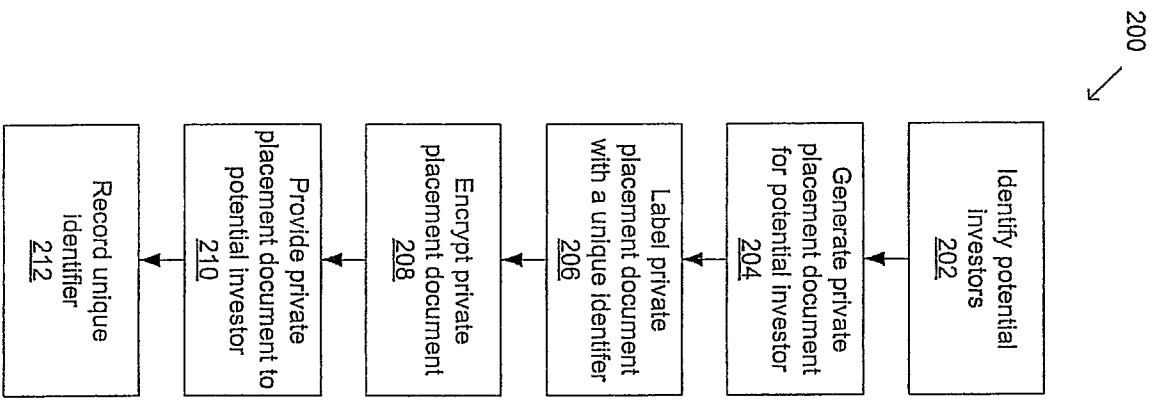 200
Identify potential
investors
202
Generate private
placement document
for potential investor
204
Label private
placement document
with a unique identifer
206
Encrypt private
placement document
208
Provide private
placement document to
potential investor
210
Record unique
identifier
212